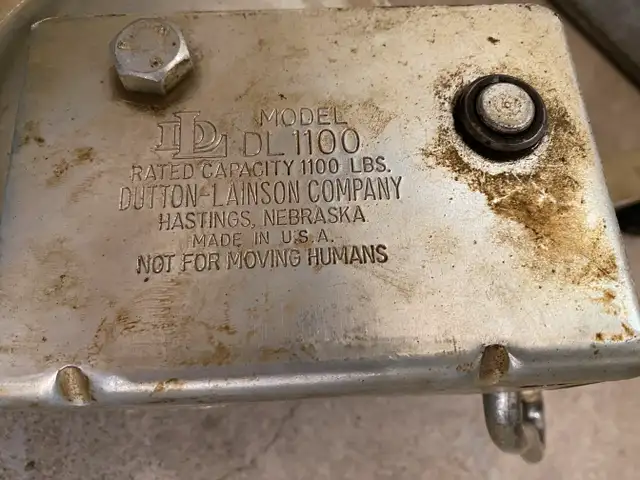 DL
MODEL
DL 1100
RATED CAPACITY 1100 LBS.
DUTTON-LAINSON COMPANY
HASTINGS, NEBRASKA
MADE IN U.S.A.
NOT FOR MOVING HUMANS